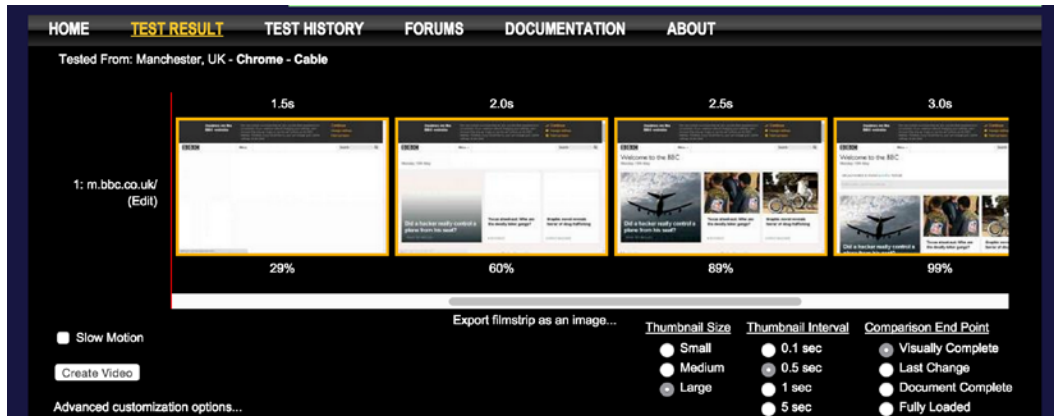 HOME TEST RESULT TEST HISTORY FORUMS DOCUMENTATION ABOUT
Tested From: Manchester, UK - Chrome - Cable
1.5s 2.0s 2.5s 3.0s
1: m.bbc.co.uk/
(Edit)
BBC BBC BBC BBC
Welcome to the BBC
Welcome to the BBC
Did a hacker really control a
plane from his seat?
Did a hacker really control a
plane from his seat?
Did a hacker really control a
plane from his seat?
29% 60% 89% 99%
Export filmstrip as an image...
Slow Motion
Create Video
Advanced customization options...
Thumbnail Size
Small
Medium
Large
Thumbnail Interval
0.1 sec
0.5 sec
1 sec
5 sec
Comparison End Point
Visually Complete
Last Change
Document Complete
Fully Loaded